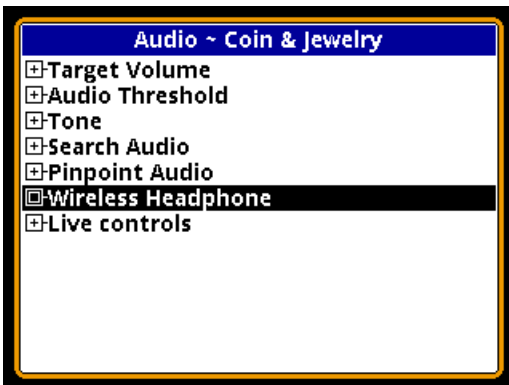 Audio ~ Coin & Jewelry
Target Volume
Audio Threshold
Tone
Search Audio
Pinpoint Audio
Wireless Headphone
Live controls